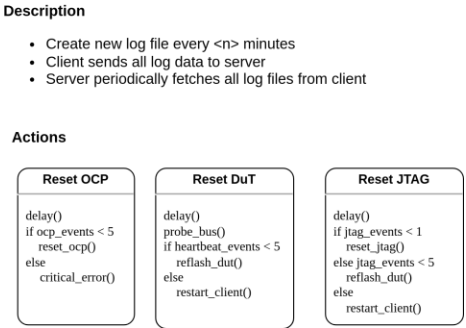 Description
• Create new log file every <n> minutes
• Client sends all log data to server
• Server periodically fetches all log files from client
Actions
Reset OCP
delay()
if ocp_events < 5
reset_ocp()
else
critical_error()
Reset DuT
delay()
probe_bus()
if heartbeat_events < 5
reflash_dut()
else
restart_client()
Reset JTAG
delay()
if jtag_events < 1
reset_jtag()
else jtag_events < 5
reflash_dut()
else
restart_client()